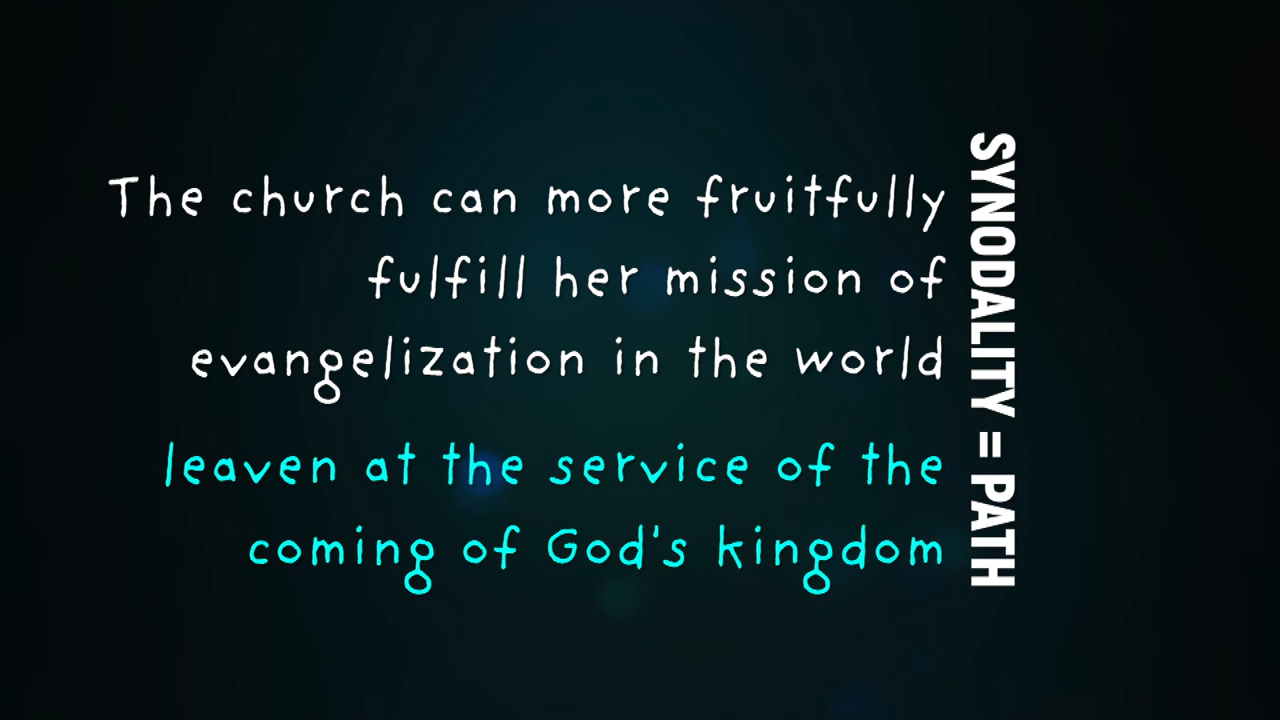 The church can more fruitfully
fulfill her mission of
evangelization in the world
leaven at the service of the
coming of God's kingdom
SYNODALITY = PATH